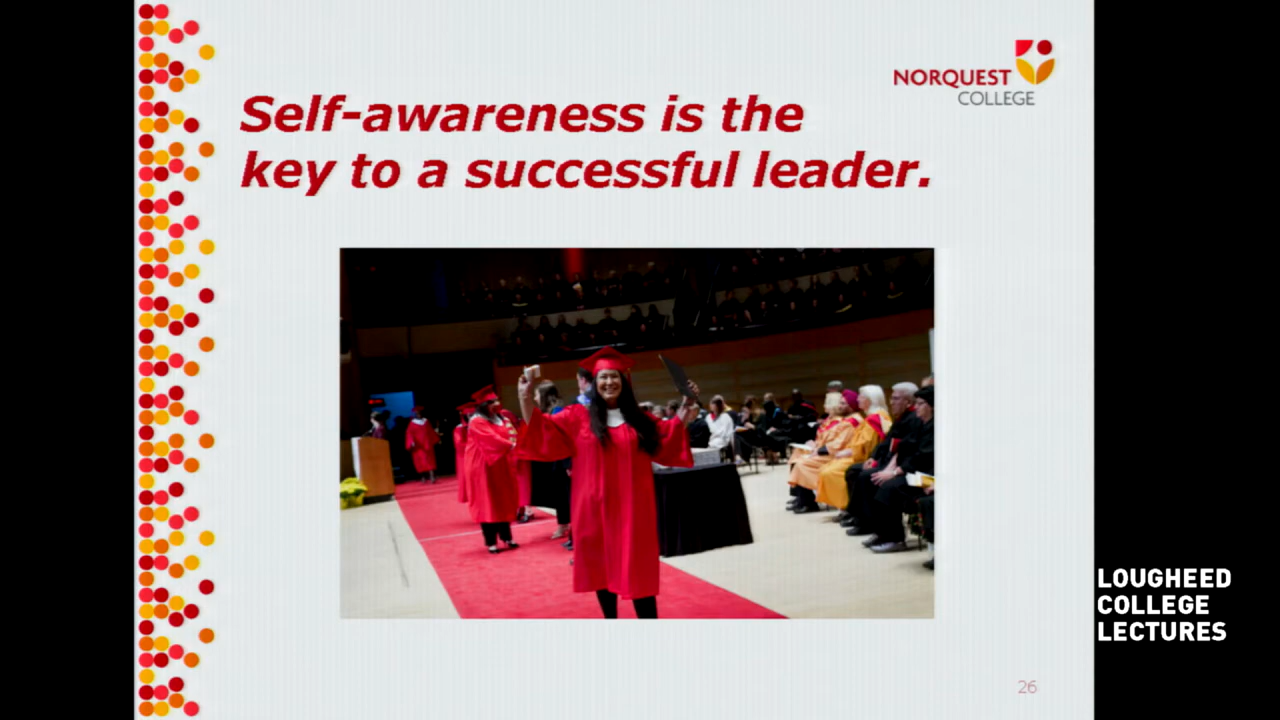 NORQUEST
COLLEGE
Self-awareness is the
key to a successful leader.
LOUGHEED
COLLEGE
LECTURES
26